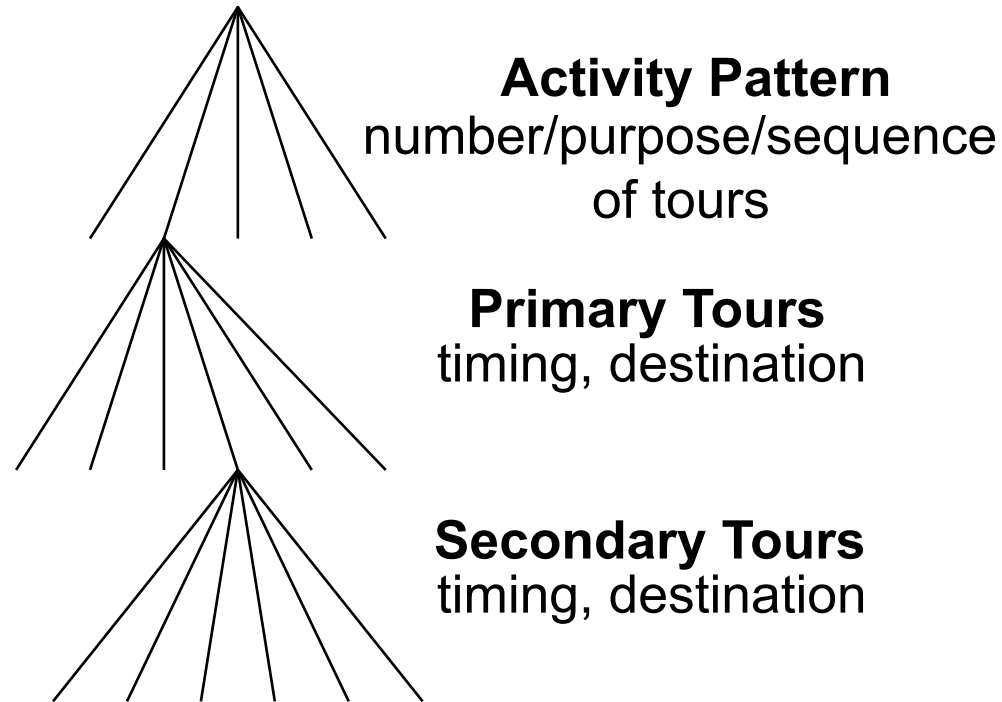 Activity Pattern
number/purpose/sequence
of tours
Primary Tours
timing, destination
Secondary Tours
timing, destination